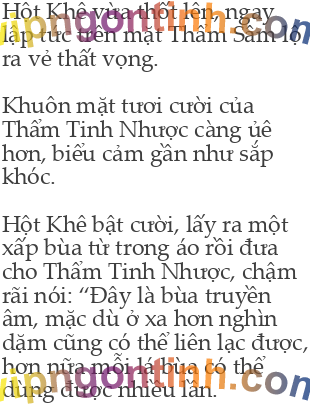 Hột Khê vừa thốt lên, ngay
lập tức trên mặt Thẩm Sâm lộ
ra vẻ thất vọng.
Khuôn mặt tươi cười của
Thẩm Tinh Nhược càng ủê
hơn, biểu cảm gần như sắp
khóc.
Hột Khê bật cười, lấy ra một
xấp bùa từ trong áo rồi đưa
cho Thẩm Tinh Nhược, chậm
rãi nói: “Đây là bùa truyền
âm, mặc dù ở xa hơn nghìn
dặm cũng có thể liên lạc được,
hơn nữa mỗi lá bùa có thể
dùng được nhiều lần.
vipngontinh.com
vipngontinh.com